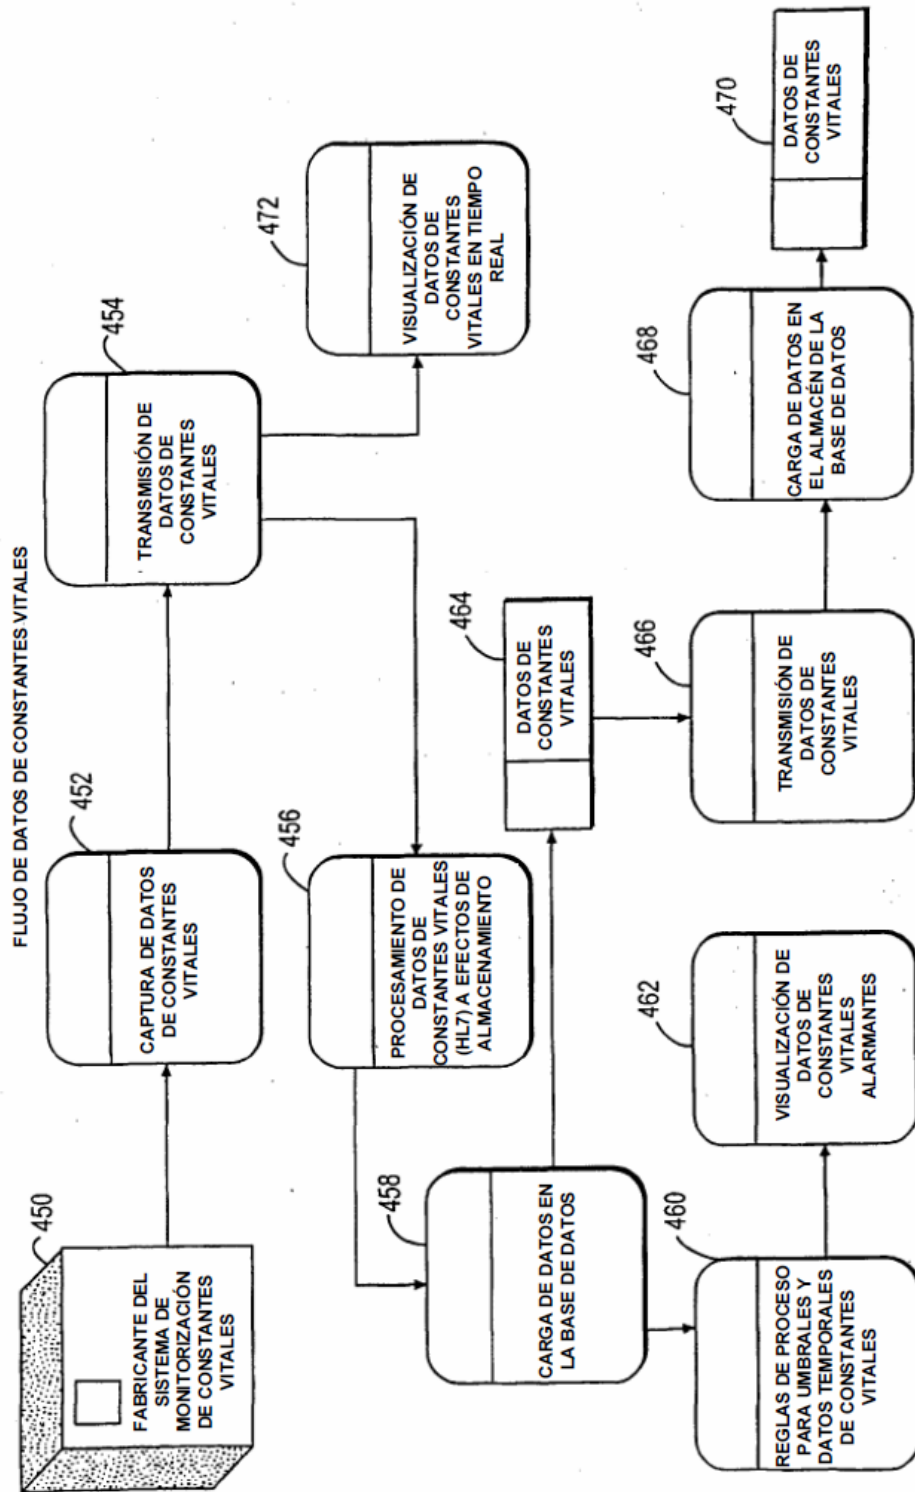 FLUJO DE DATOS DE CONSTANTES VITALES
450
FABRICANTE DEL
SISTEMA DE
MONITORIZACIÓN
DE CONSTANTES
VITALES
452
CAPTURA DE DATOS
DE CONSTANTES
VITALES
454
TRANSMISIÓN DE
DATOS DE
CONSTANTES
VITALES
456
PROCESAMIENTO DE
DATOS DE
CONSTANTES VITALES
(HL7) A EFECTOS DE
ALMACENAMIENTO
472
VISUALIZACIÓN DE
DATOS DE
CONSTANTES
VITALES EN TIEMPO
REAL
458
CARGA DE DATOS EN
LA BASE DE DATOS
464
DATOS DE
CONSTANTES
VITALES
460
REGLAS DE PROCESO
PARA UMBRALES Y
DATOS TEMPORALES
DE CONSTANTES
VITALES
462
VISUALIZACIÓN DE
DATOS DE
CONSTANTES
VITALES
ALARMANTES
466
TRANSMISIÓN DE
DATOS DE
CONSTANTES
VITALES
468
CARGA DE DATOS EN
EL ALMACÉN DE LA
BASE DE DATOS
470
DATOS DE
CONSTANTES
VITALES